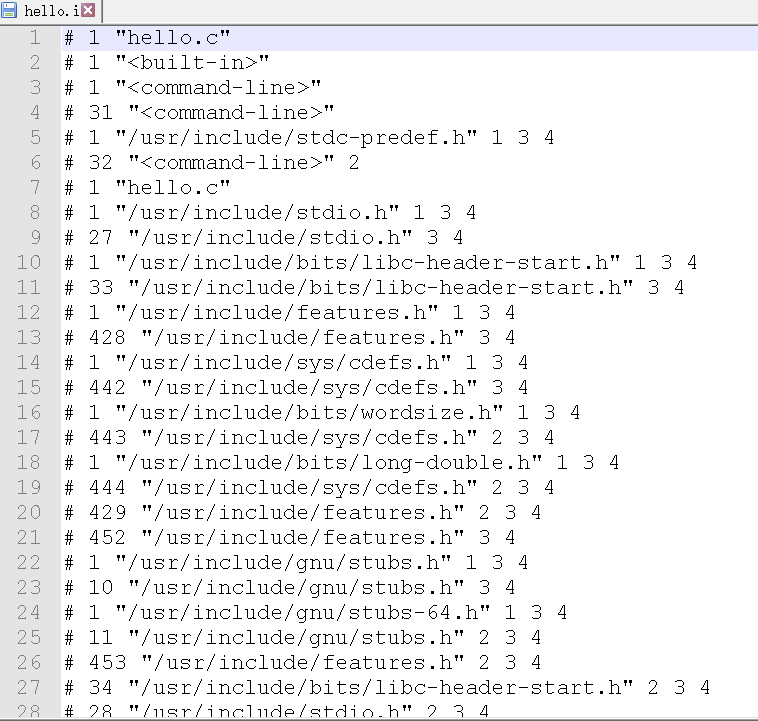 hello.i
1 # 1 "hello.c"
2 # 1 "<built-in>"
3 # 1 "<command-line>"
4 # 31 "<command-line>"
5 # 1 "/usr/include/stdc-predef.h" 1 3 4
6 # 32 "<command-line>" 2
7 # 1 "hello.c"
8 # 1 "/usr/include/stdio.h" 1 3 4
9 # 27 "/usr/include/stdio.h" 3 4
10 # 1 "/usr/include/bits/libc-header-start.h" 1 3 4
11 # 33 "/usr/include/bits/libc-header-start.h" 3 4
12 # 1 "/usr/include/features.h" 1 3 4
13 # 428 "/usr/include/features.h" 3 4
14 # 1 "/usr/include/sys/cdefs.h" 1 3 4
15 # 442 "/usr/include/sys/cdefs.h" 3 4
16 # 1 "/usr/include/bits/wordsize.h" 1 3 4
17 # 443 "/usr/include/sys/cdefs.h" 2 3 4
18 # 1 "/usr/include/bits/long-double.h" 1 3 4
19 # 444 "/usr/include/sys/cdefs.h" 2 3 4
20 # 429 "/usr/include/features.h" 2 3 4
21 # 452 "/usr/include/features.h" 3 4
22 # 1 "/usr/include/gnu/stubs.h" 1 3 4
23 # 10 "/usr/include/gnu/stubs.h" 3 4
24 # 1 "/usr/include/gnu/stubs-64.h" 1 3 4
25 # 11 "/usr/include/gnu/stubs.h" 2 3 4
26 # 453 "/usr/include/features.h" 2 3 4
27 # 34 "/usr/include/bits/libc-header-start.h" 2 3 4
28 # 28 "/usr/include/stdio.h" 2 3 4